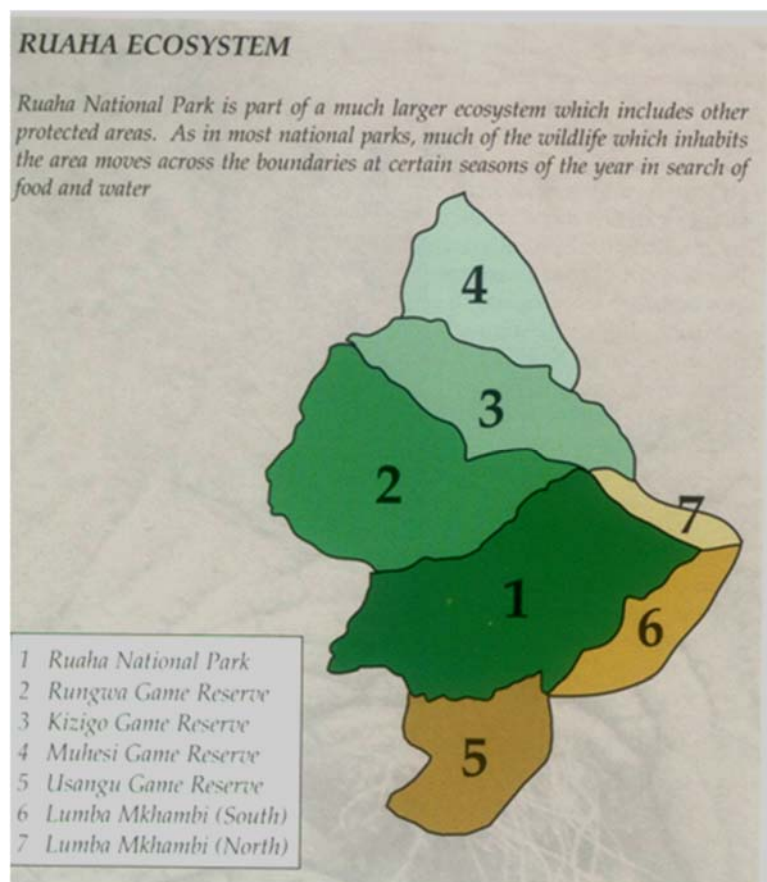 RUAHA ECOSYSTEM
Ruaha National Park is part of a much larger ecosystem which includes other
protected areas. As in most national parks, much of the wildlife which inhabits
the area moves across the boundaries at certain seasons of the year in search of
food and water
4
3
2
7
1
6
5
1 Ruaha National Park
2 Rungwa Game Reserve
3 Kizigo Game Reserve
4 Muhesi Game Reserve
5 Usangu Game Reserve
6 Lumba Mkhambi (South)
7 Lumba Mkhambi (North)